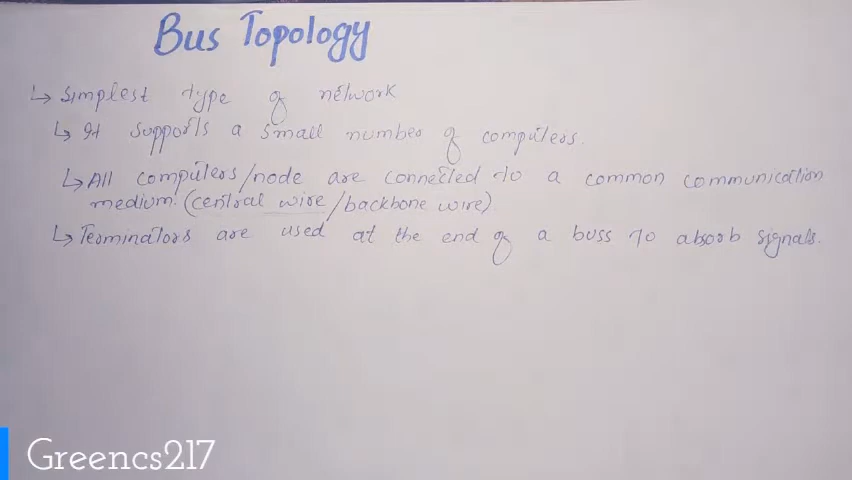 Bus Topology
↳ Simplest type of network
↳ It supports a small number of computers.
↳ All computers/node are connected to a common communication
medium. (central wire/backbone wire)
↳ Terminators are used at the end of a buss to absorb signals.
Greencs217